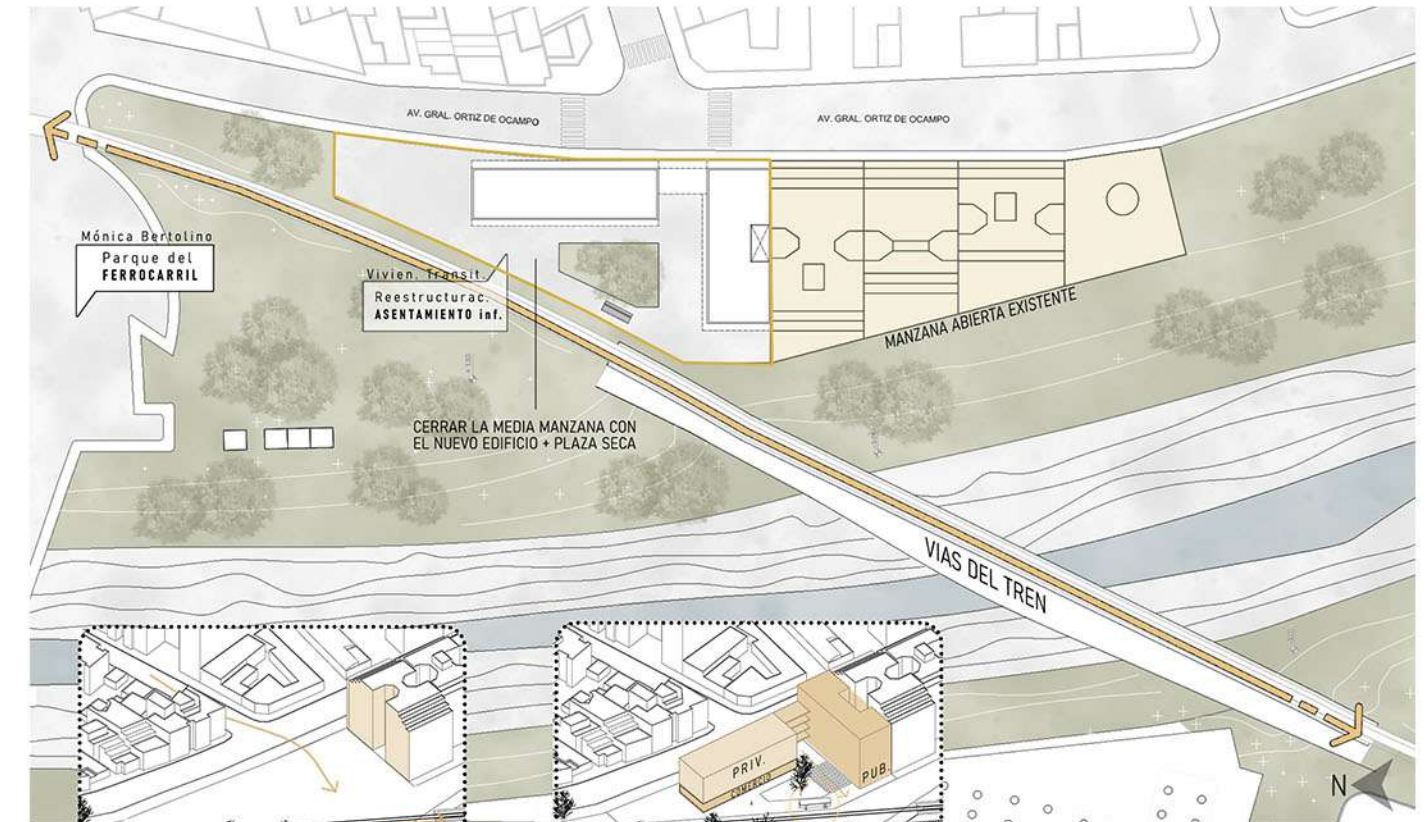 AV. GRAL. ORTIZ DE OCAMPO
AV. GRAL. ORTIZ DE OCAMPO
Mónica Bertolino
Parque del
FERROCARRIL
Vivien. Transit.
Reestructurac.
ASENTAMIENTO inf.
MANZANA ABIERTA EXISTENTE
CERRAR LA MEDIA MANZANA CON
EL NUEVO EDIFICIO + PLAZA SECA
VIAS DEL TREN
PRIV.
COMERCIO
PUB.
N